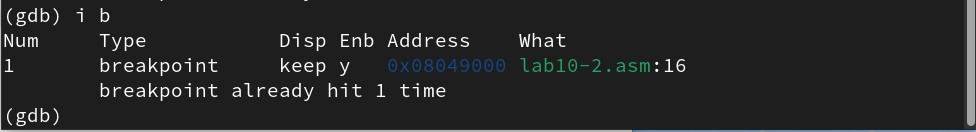 (gdb) i b
Num     Type           Disp Enb Address    What
1       breakpoint     keep y   0x08049000 lab10-2.asm:16
        breakpoint already hit 1 time
(gdb)